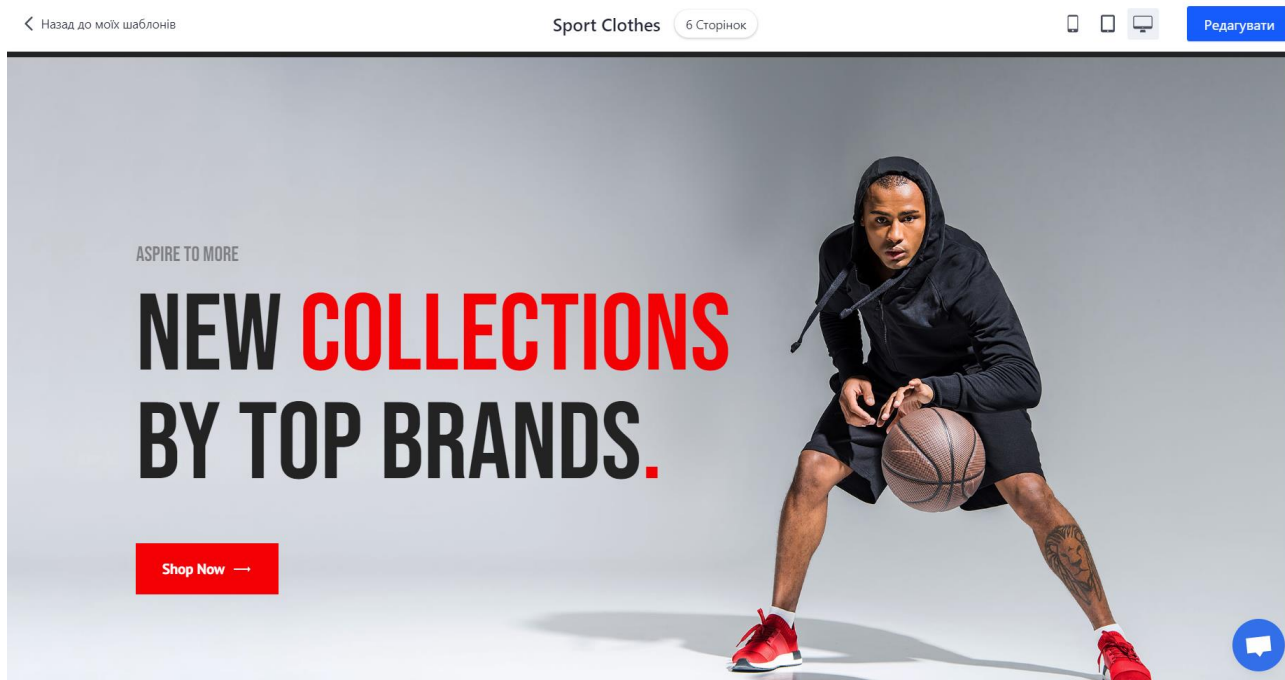 Назад до моїх шаблонів
Sport Clothes
6 Сторінок
Редагувати
ASPIRE TO MORE
NEW COLLECTIONS
BY TOP BRANDS.
Shop Now →